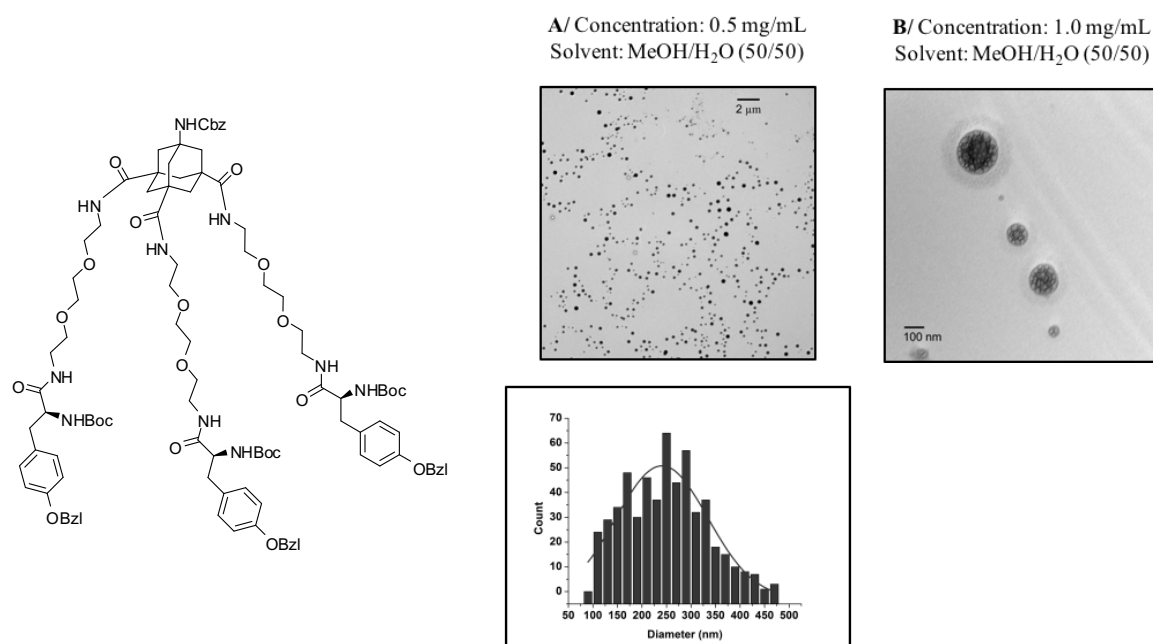 A/ Concentration: 0.5 mg/mL
Solvent: MeOH/H₂O (50/50)
B/ Concentration: 1.0 mg/mL
Solvent: MeOH/H₂O (50/50)
2 μm
100 nm
NHCbz
O
O
HN
O
NH
NH
O
O
O
O
O
O
NH
NH
O
O
NHBoc
NH
NHBoc
O
NHBoc
OBzl
OBzl
OBzl
70
60
50
40
30
20
10
0
Count
50 100 150 200 250 300 350 400 450 500
Diameter (nm)